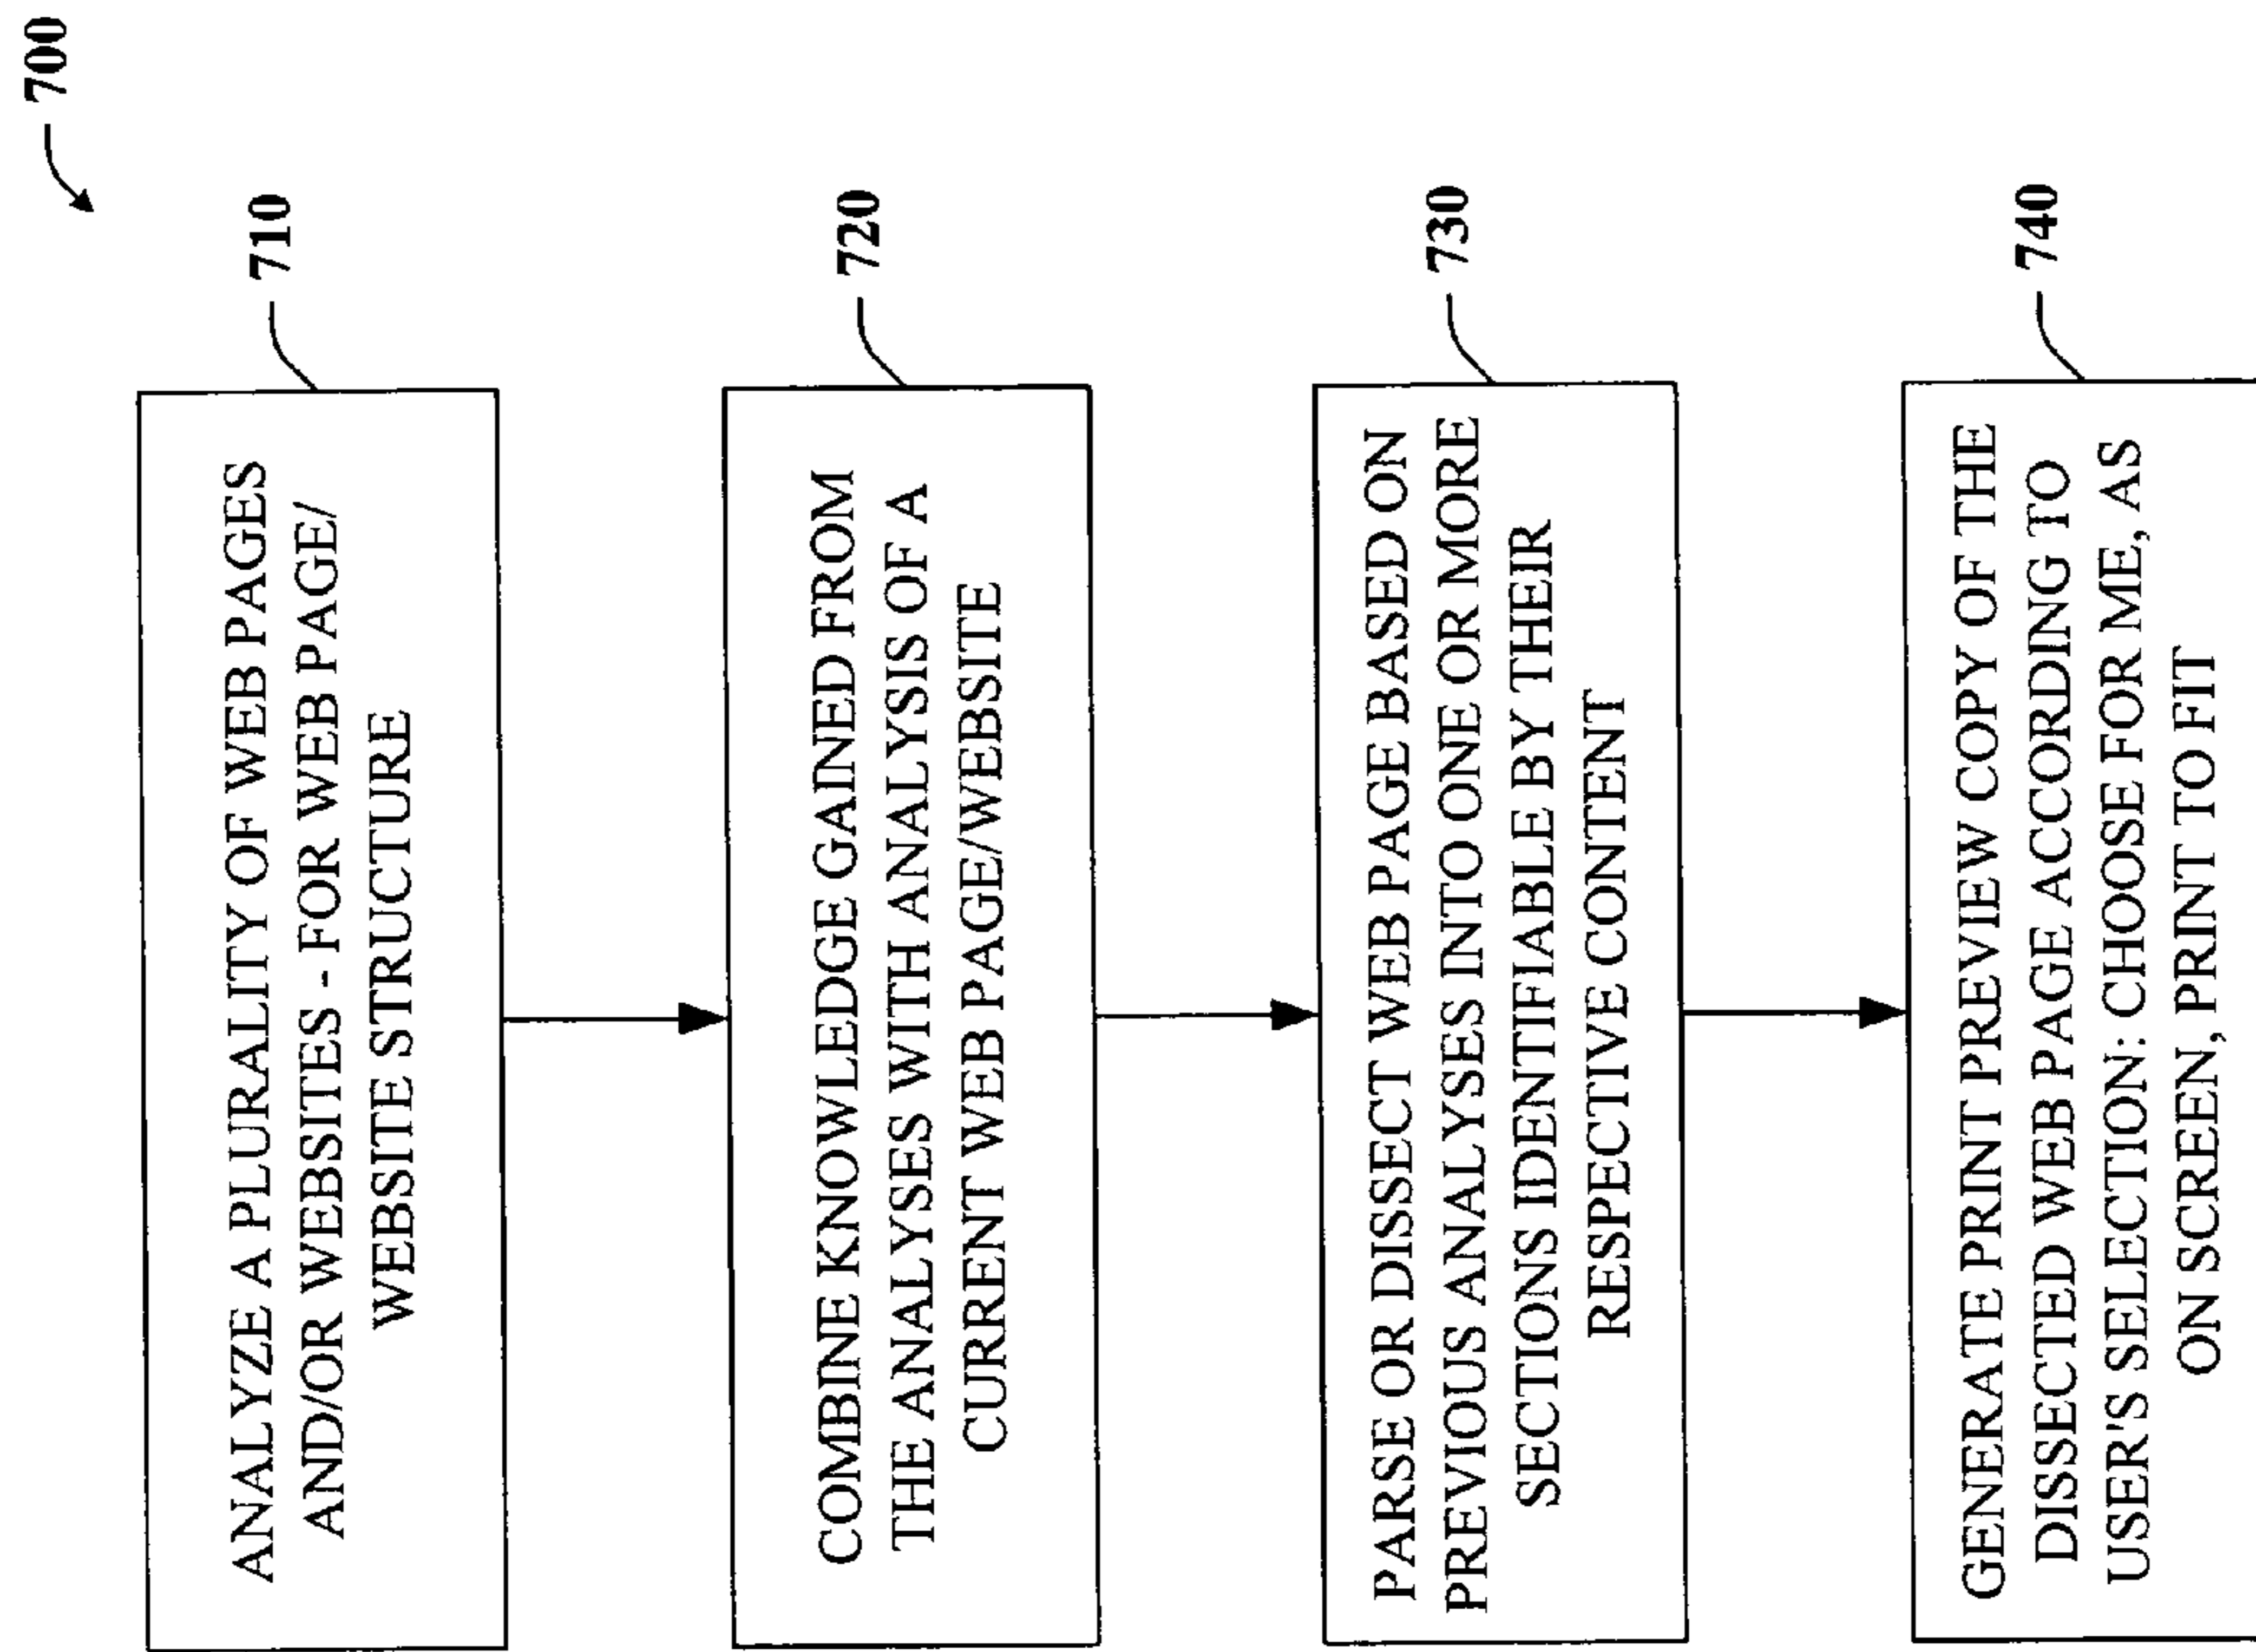 700
710
ANALYZE A PLURALITY OF WEB PAGES
AND/OR WEBSITES - FOR WEB PAGE/
WEBSITE STRUCTURE
720
COMBINE KNOWLEDGE GAINED FROM
THE ANALYSES WITH ANALYSIS OF A
CURRENT WEB PAGE/WEBSITE
730
PARSE OR DISSECT WEB PAGE BASED ON
PREVIOUS ANALYSES INTO ONE OR MORE
SECTIONS IDENTIFIABLE BY THEIR
RESPECTIVE CONTENT
740
GENERATE PRINT PREVIEW COPY OF THE
DISSECTED WEB PAGE ACCORDING TO
USER'S SELECTION: CHOOSE FOR ME, AS
ON SCREEN, PRINT TO FIT